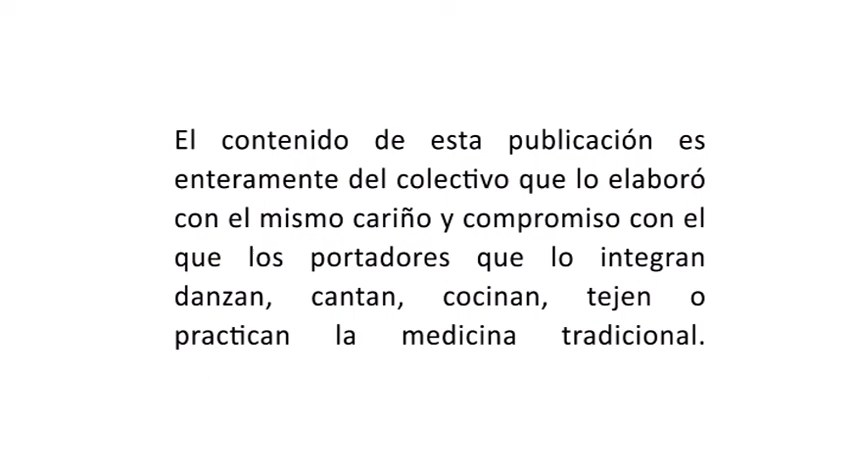 El contenido de esta publicación es
enteramente del colectivo que lo elaboró
con el mismo cariño y compromiso con el
que los portadores que lo integran
danzan, cantan, cocinan, tejen o
practican la medicina tradicional.